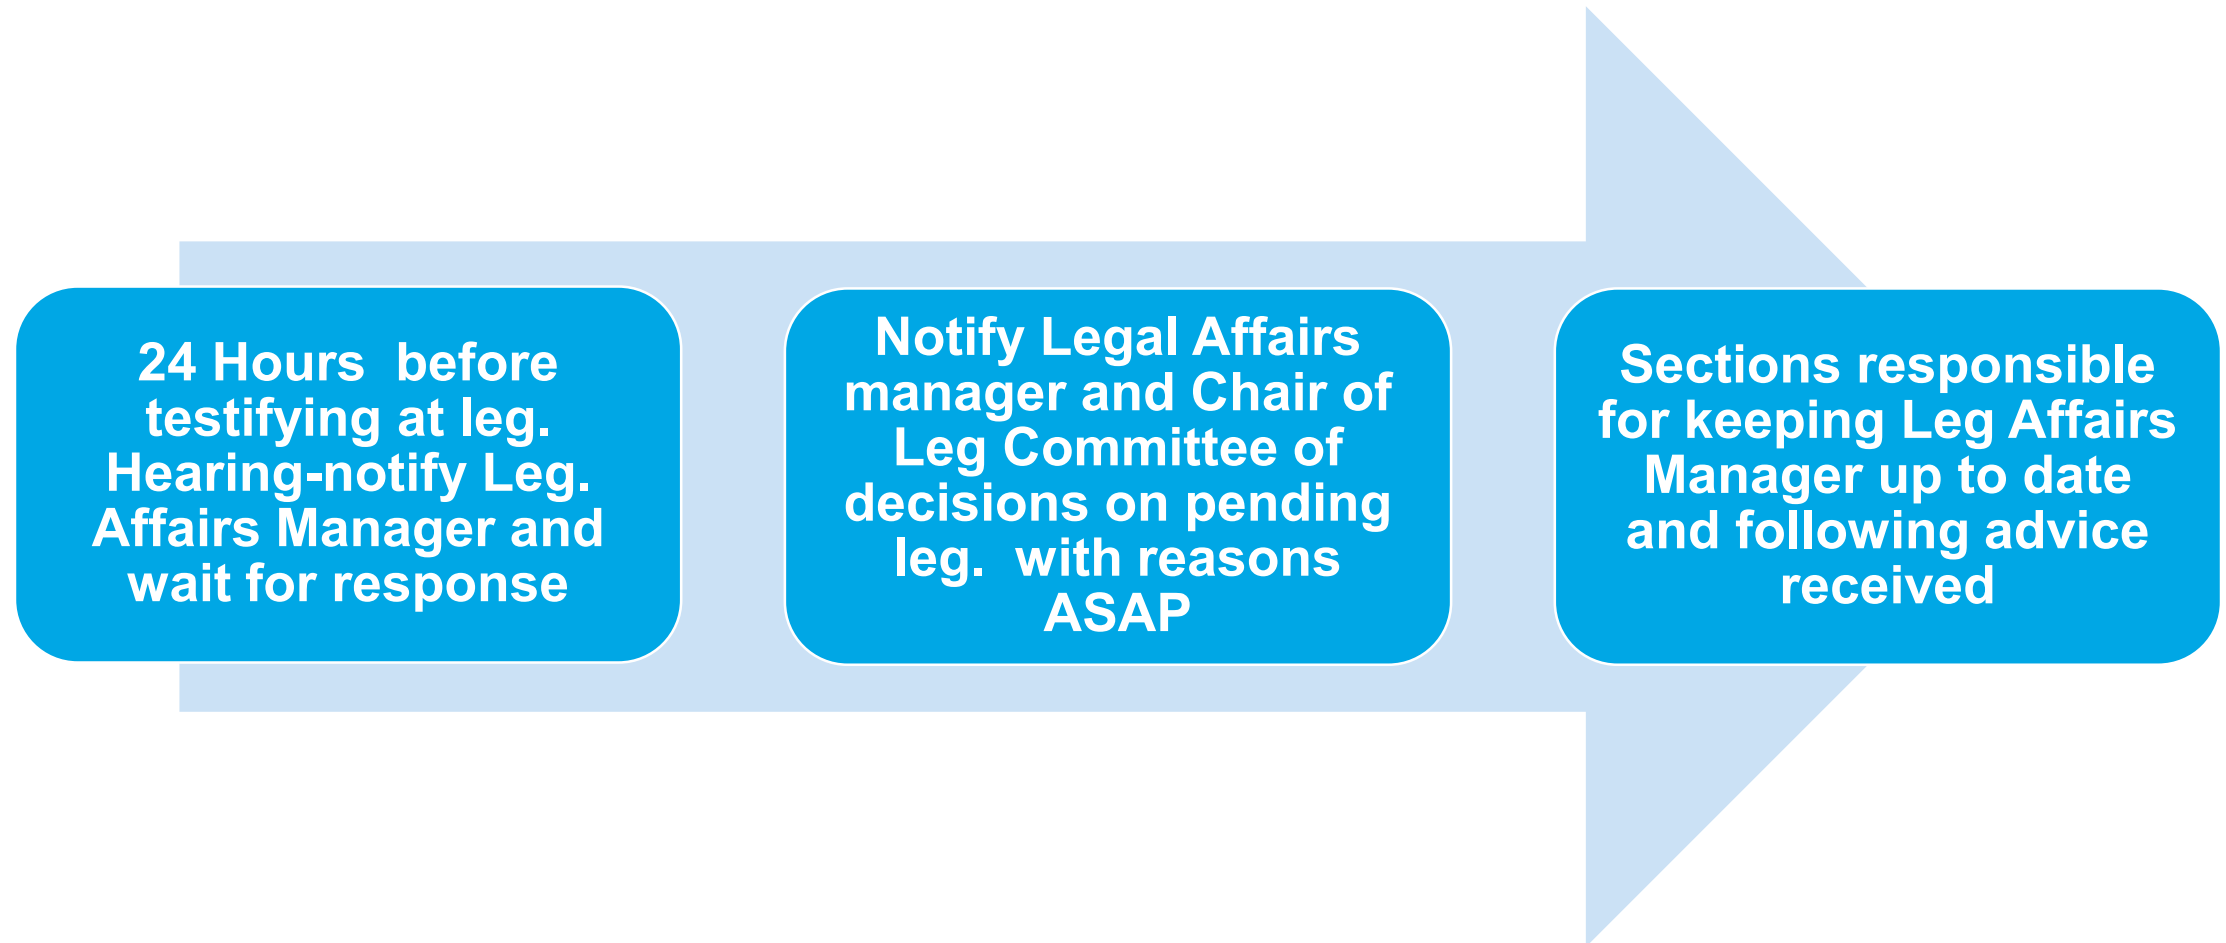 24 Hours  before
testifying at leg.
Hearing-notify Leg.
Affairs Manager and
wait for response
Notify Legal Affairs
manager and Chair of
Leg Committee of
decisions on pending
leg.  with reasons
ASAP
Sections responsible
for keeping Leg Affairs
Manager up to date
and following advice
received